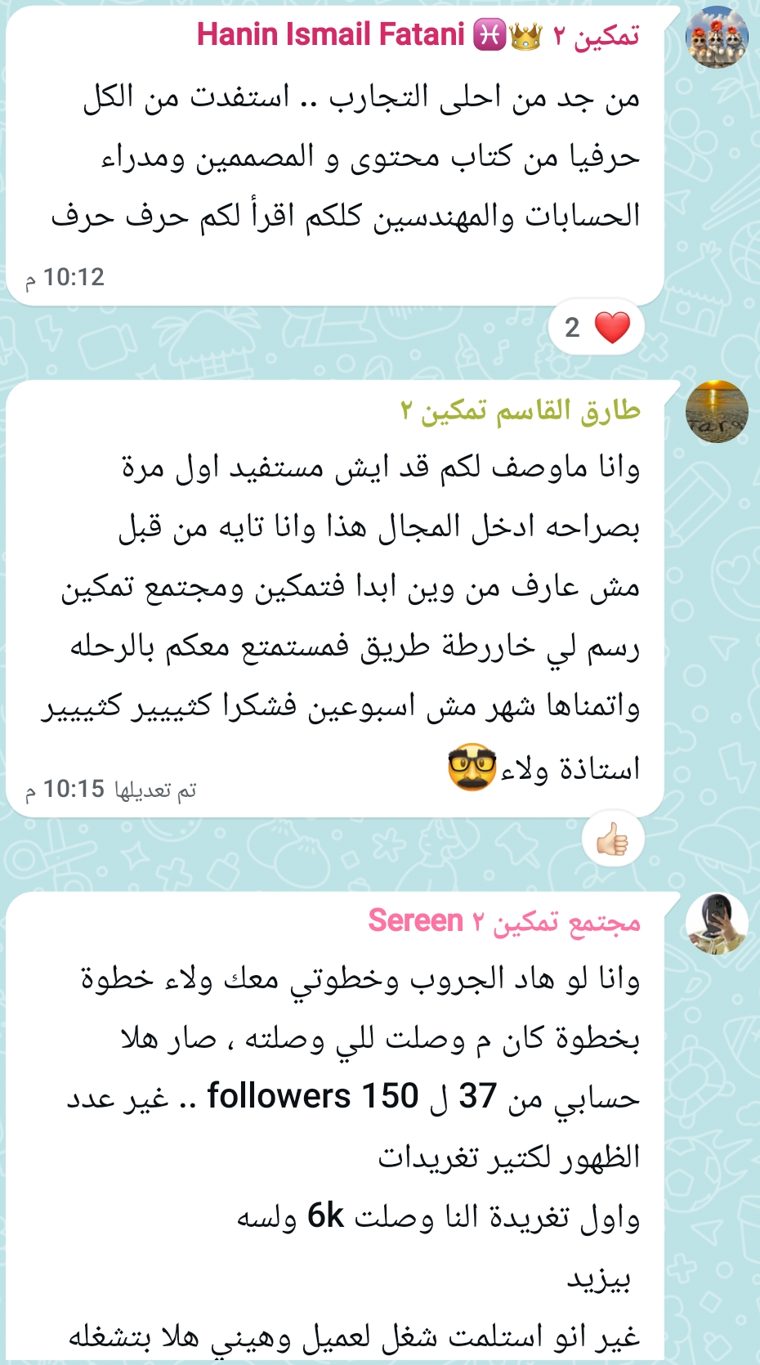 تمكين ٢ 👑♓ Hanin Ismail Fatani
من جد من احلى التجارب .. استفدت من الكل
حرفيا من كتاب محتوى و المصممين ومدراء
الحسابات والمهندسين كلكم اقرأ لكم حرف حرف
10:12 م
❤️ 2
طارق القاسم تمكين ٢
وانا ماوصف لكم قد ايش مستفيد اول مرة
بصراحه ادخل المجال هذا وانا تايه من قبل
مش عارف من وين ابدا فتمكين ومجتمع تمكين
رسم لي خاررطة طريق فمستمتع معكم بالرحله
واتمناها شهر مش اسبوعين فشكرا كثييير كثييير
استاذة ولاء🥸
تم تعديلها 10:15 م
👍🏻
مجتمع تمكين ٢ Sereen
وانا لو هاد الجروب وخطوتي معك ولاء خطوة
بخطوة كان م وصلت للي وصلته ، صار هلا
حسابي من 37 ل 150 followers .. غير عدد
الظهور لكتير تغريدات
واول تغريدة النا وصلت 6k ولسه
بيزيد
غير انو استلمت شغل لعميل وهيني هلا بتشغله